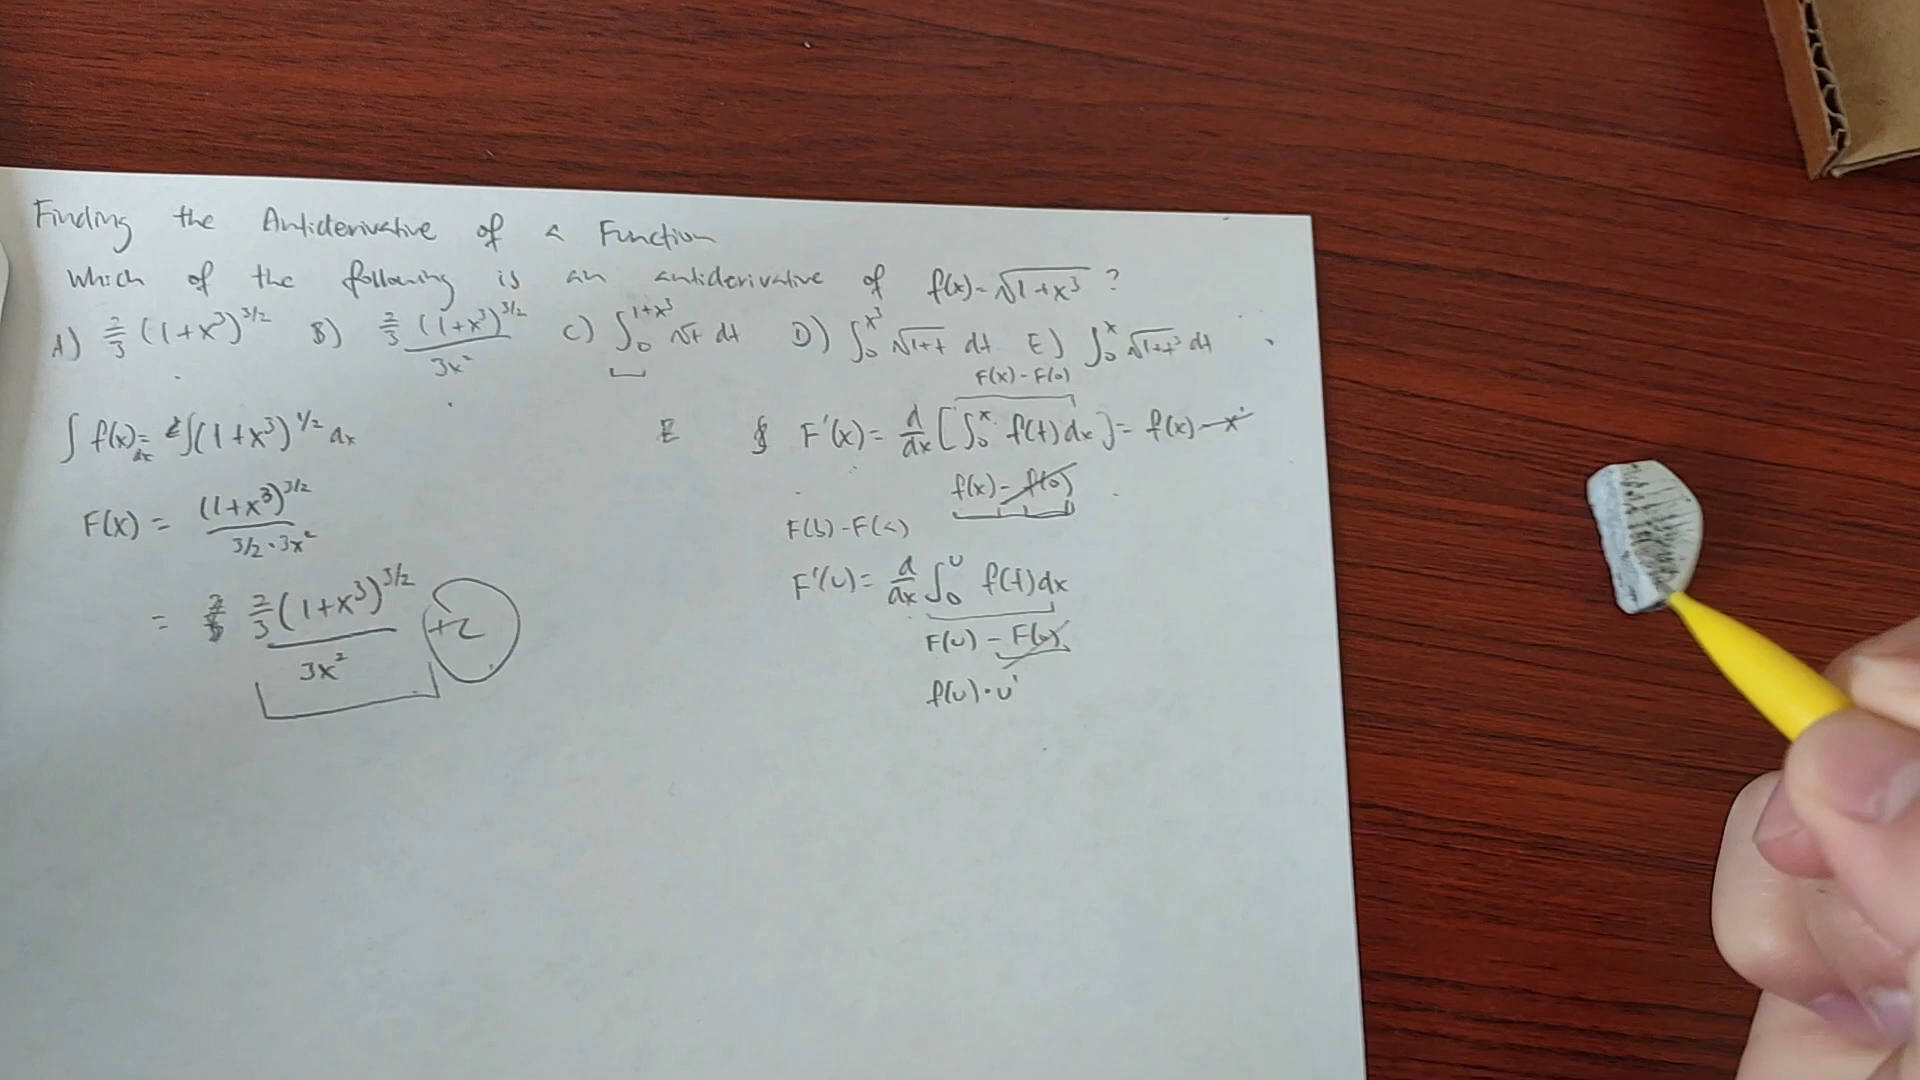 Finding the Antiderivative of a Function
Which of the following is an antiderivative of f(x)=√(1+x³) ?
A) 2/3 (1+x³)^3/2 B) 2/3 (1+x³)^3/2 / 3x² C) ∫₀^1+x³ √t dt D) ∫₀^x³ √(1+t) dt E) ∫₀^x √(1+t³) dt
F(x) - F(0)
∫ f(x) dx = ∫(1+x³)^1/2 dx
F(x) = (1+x³)^3/2 / 3/2 · 3x²
= 2/3 (1+x³)^3/2 / 3x² +C
E F'(x) = d/dx [∫₀^x f(t) dx] = f(x)
f(x) - f(0)
F(b) - F(a)
F'(u) = d/dx ∫₀^u f(t) dx
F(u) - F(0)
f(u) · u'